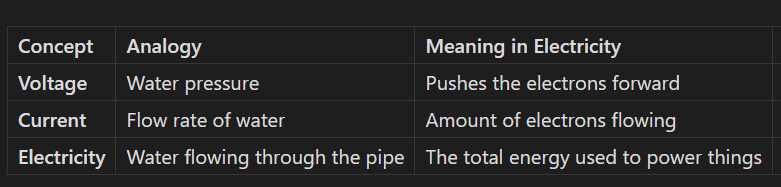 Concept Analogy Meaning in Electricity
Voltage Water pressure Pushes the electrons forward
Current Flow rate of water Amount of electrons flowing
Electricity Water flowing through the pipe The total energy used to power things